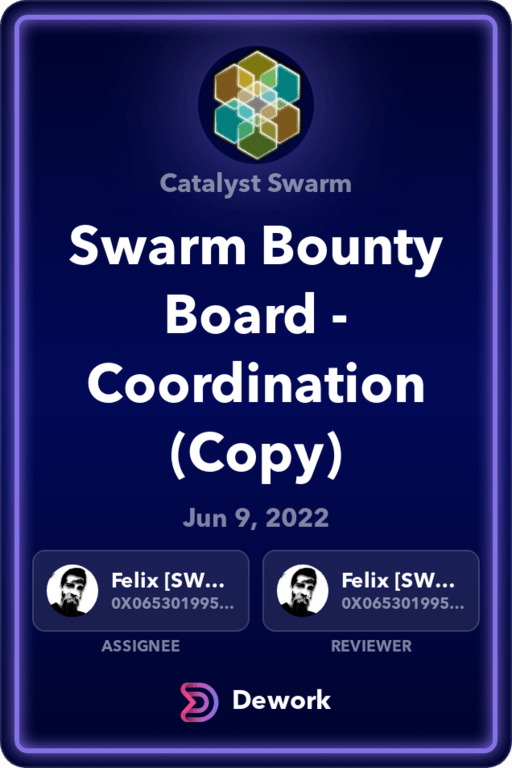 Catalyst Swarm
Swarm Bounty
Board -
Coordination
(Copy)
Jun 9, 2022
Felix [SW...
0X065301995...
Felix [SW...
0X065301995...
ASSIGNEE
REVIEWER
Dework